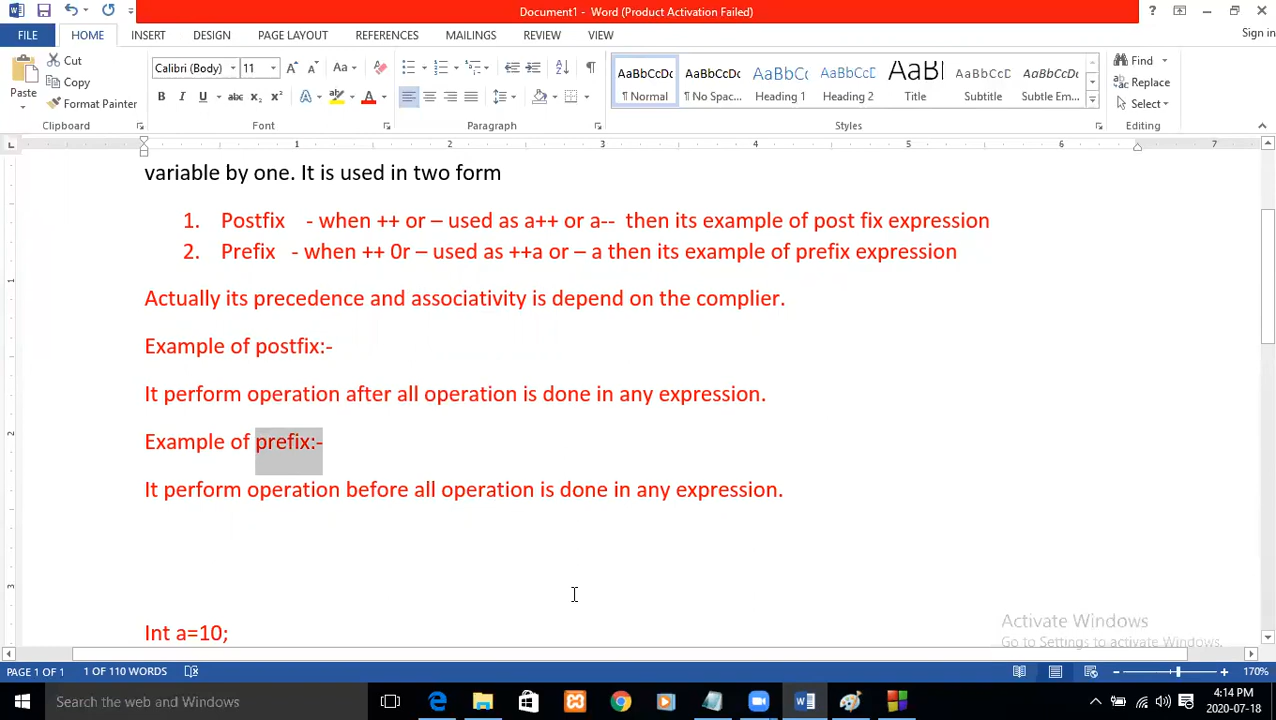 Document1 - Word (Product Activation Failed)
FILE HOME INSERT DESIGN PAGE LAYOUT REFERENCES MAILINGS REVIEW VIEW Sign in
Paste
Cut
Copy
Format Painter
Clipboard
Calibri (Body) 11
Font
Paragraph
AaBbCcDc AaBbCcDc AaBbCc AaBbCcD AaBl AaBbCcD AaBbCcDc
¶ Normal ¶ No Spac... Heading 1 Heading 2 Title Subtitle Subtle Em...
Styles
Find
Replace
Select
Editing
variable by one. It is used in two form
1. Postfix - when ++ or – used as a++ or a-- then its example of post fix expression
2. Prefix - when ++ 0r – used as ++a or – a then its example of prefix expression
Actually its precedence and associativity is depend on the complier.
Example of postfix:-
It perform operation after all operation is done in any expression.
Example of prefix:-
It perform operation before all operation is done in any expression.
Int a=10;
Activate Windows
Go to Settings to activate Windows.
PAGE 1 OF 1 1 OF 110 WORDS 170%
Search the web and Windows
4:14 PM
2020-07-18